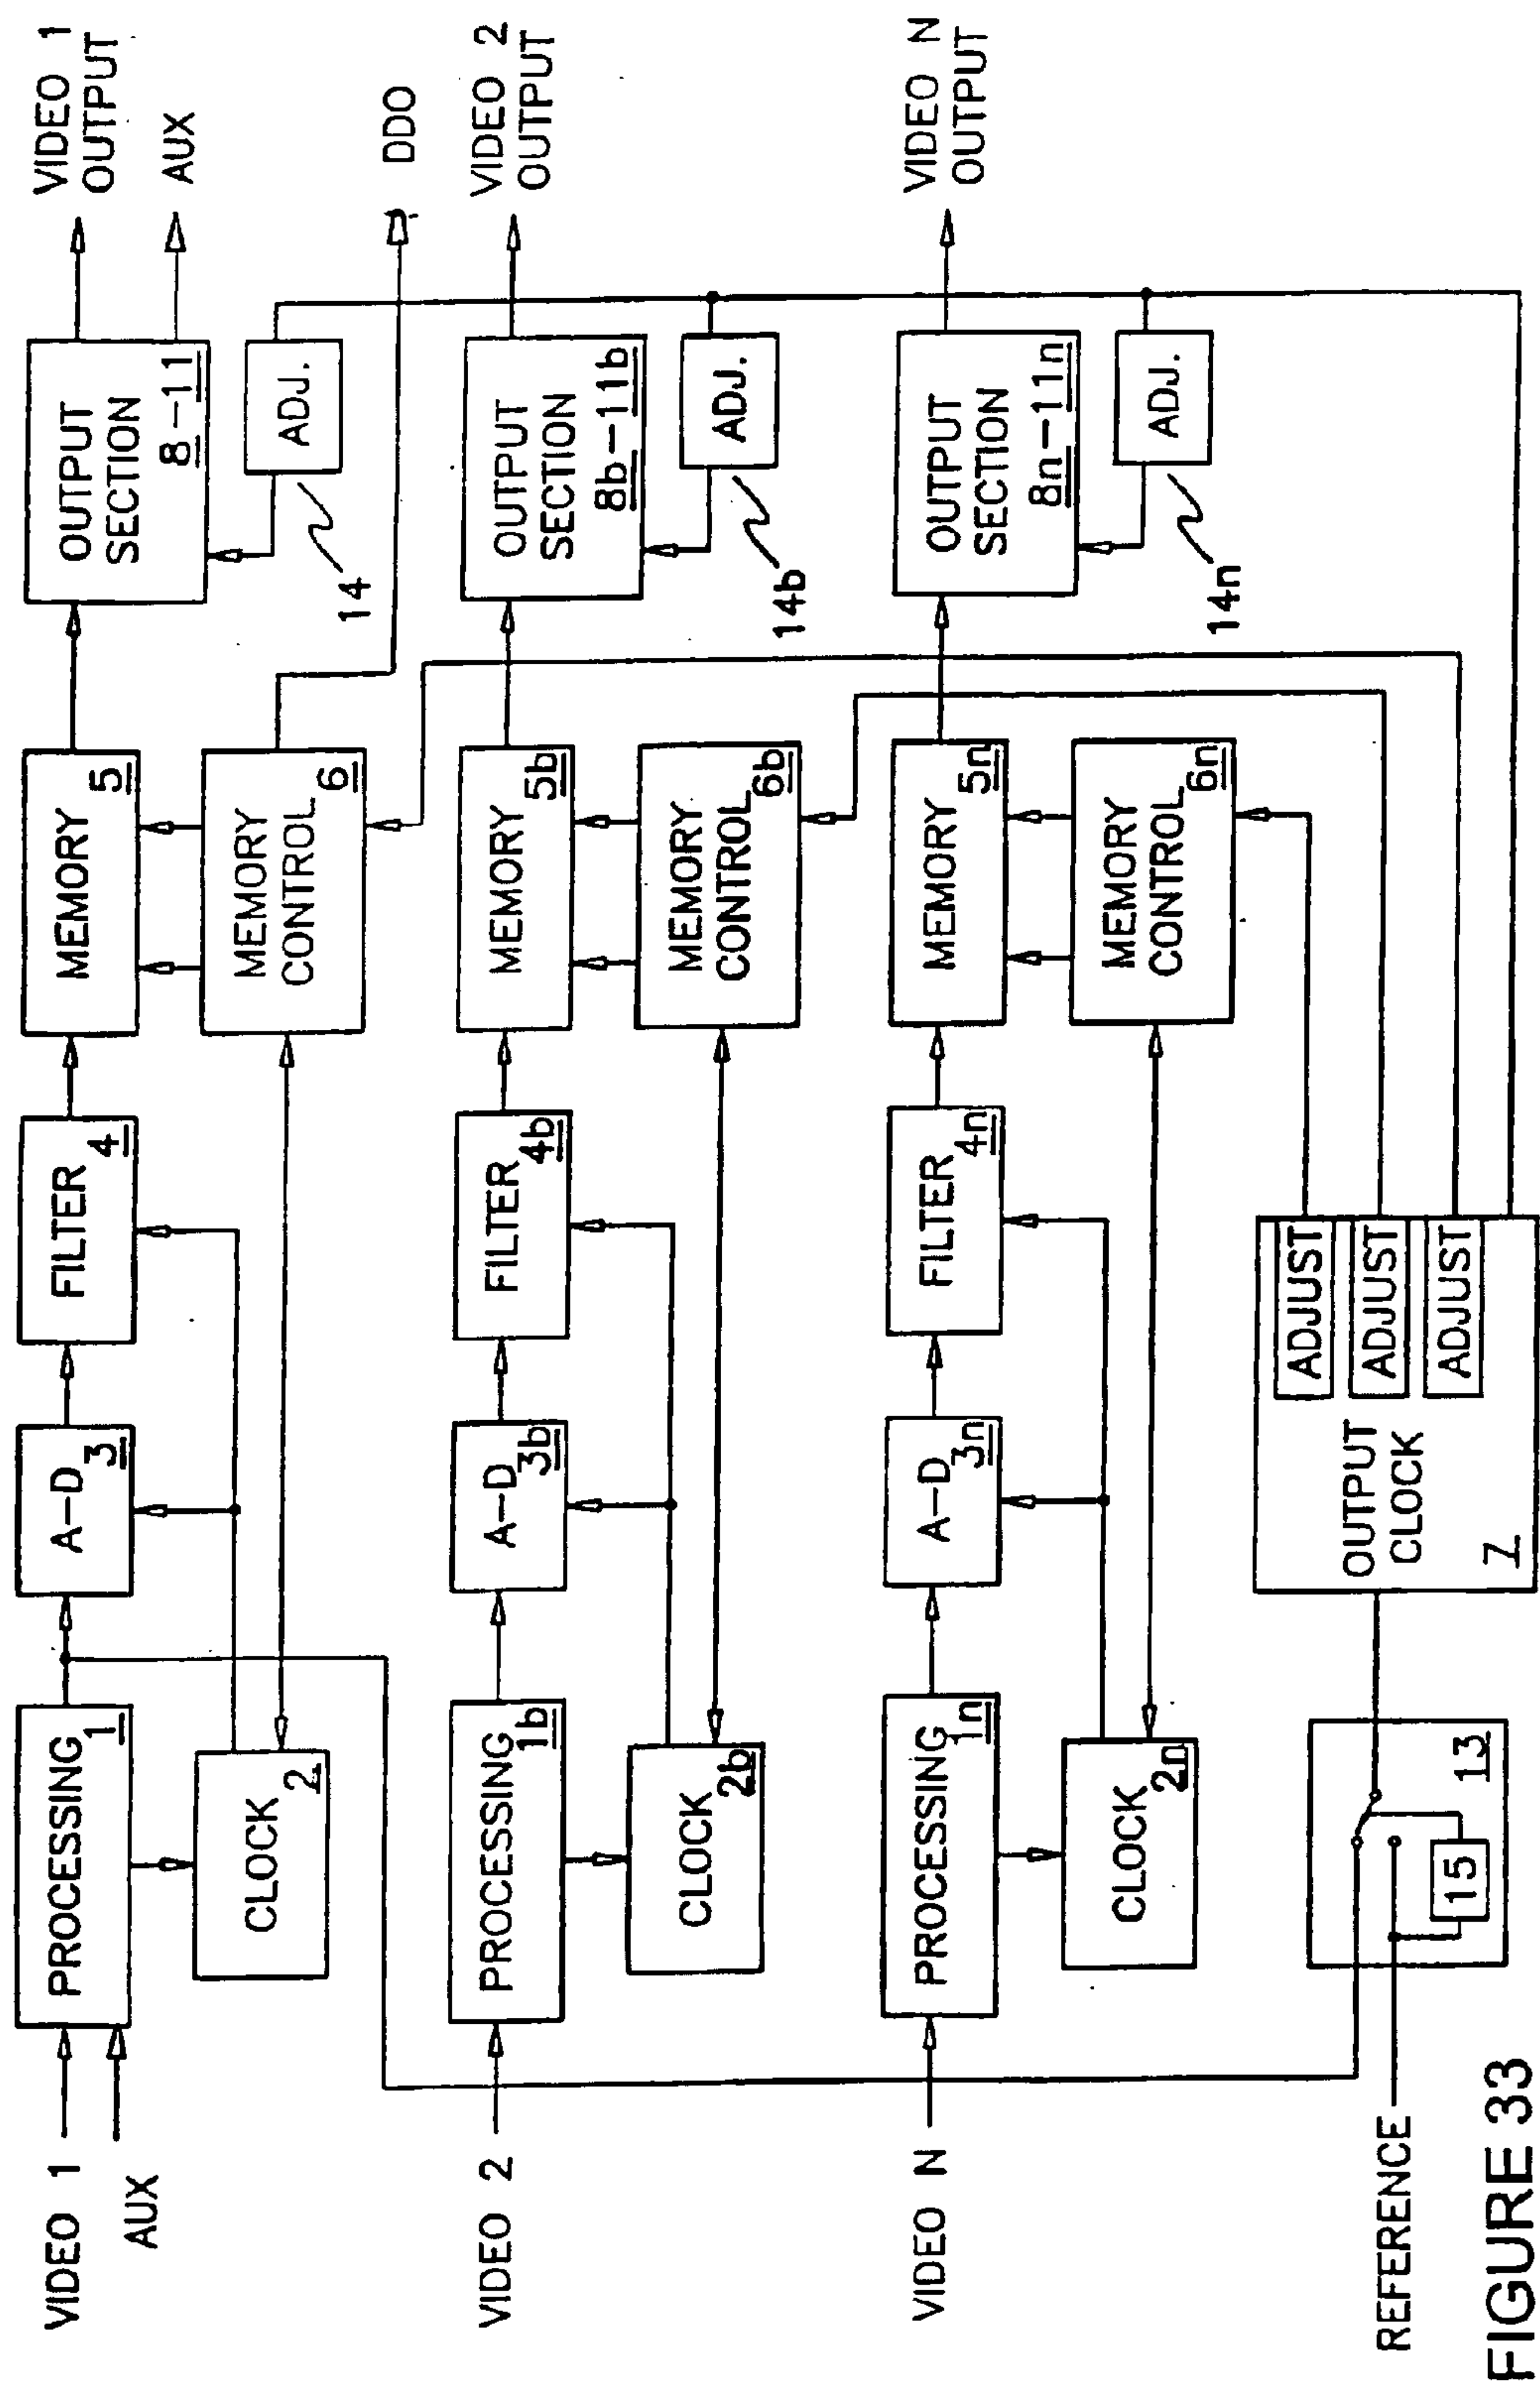 VIDEO 1
AUX
PROCESSING
1
CLOCK
2
A-D
3
FILTER
4
MEMORY
5
MEMORY
CONTROL
6
OUTPUT
SECTION
8-11
ADJ.
14
VIDEO 1
OUTPUT
AUX
DDO
VIDEO 2
PROCESSING
1b
CLOCK
2b
A-D
3b
FILTER
4b
MEMORY
5b
MEMORY
CONTROL
6b
OUTPUT
SECTION
8b-11b
ADJ.
14b
VIDEO 2
OUTPUT
VIDEO N
PROCESSING
1n
CLOCK
2n
A-D
3n
FILTER
4n
MEMORY
5n
MEMORY
CONTROL
6n
OUTPUT
SECTION
8n-11n
ADJ.
14n
VIDEO N
OUTPUT
REFERENCE
15
13
OUTPUT
CLOCK
7
ADJUST
ADJUST
ADJUST
FIGURE 33